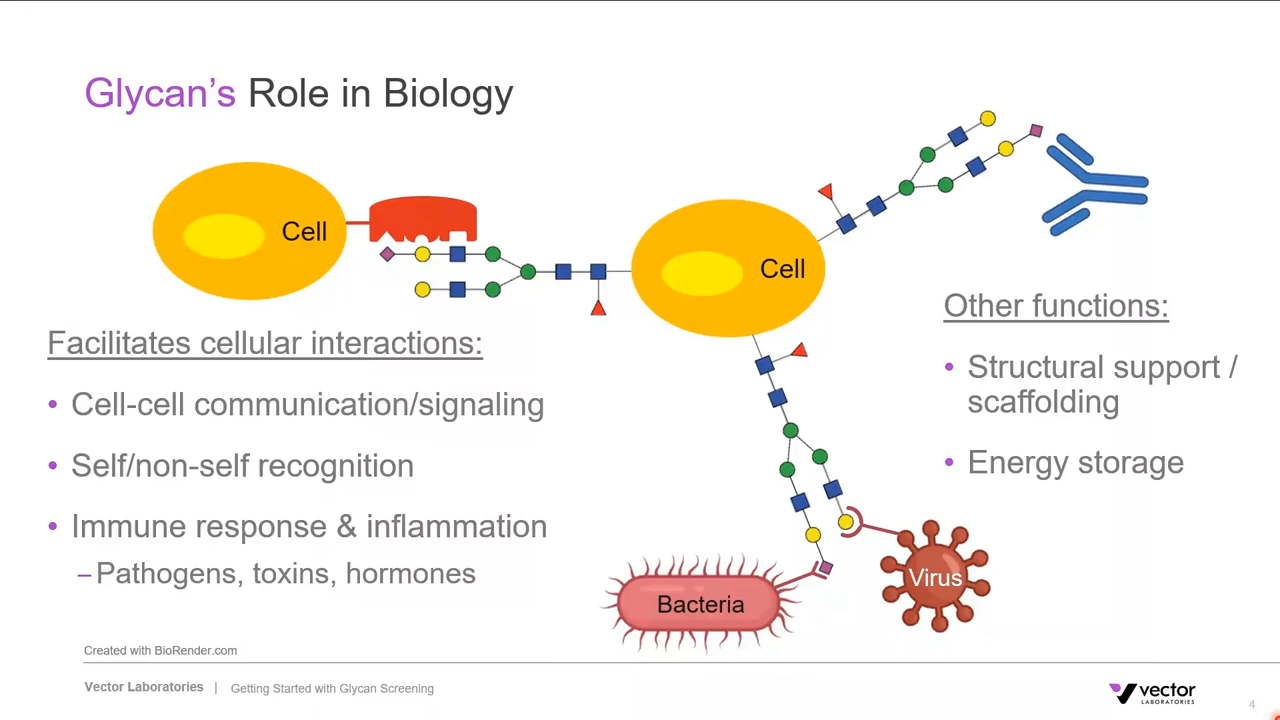 Glycan's Role in Biology
Cell
Cell
Facilitates cellular interactions:
• Cell-cell communication/signaling
• Self/non-self recognition
• Immune response & inflammation
–Pathogens, toxins, hormones
Other functions:
• Structural support /
scaffolding
• Energy storage
Bacteria
Virus
Created with BioRender.com
Vector Laboratories | Getting Started with Glycan Screening
vector
LABORATORIES
4